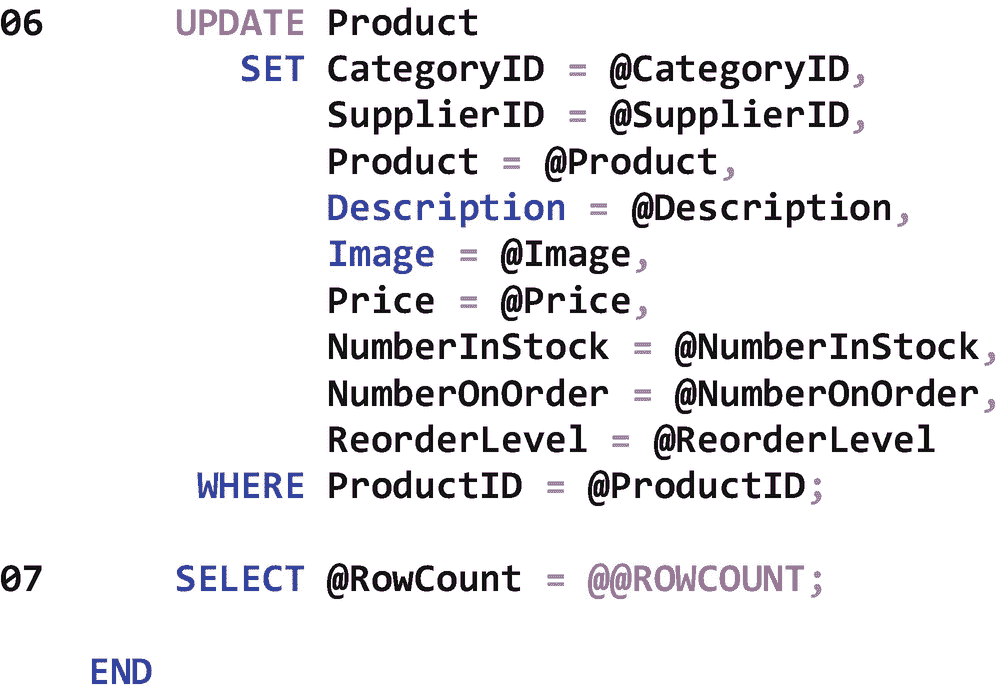 06 UPDATE Product
SET CategoryID = @CategoryID,
SupplierID = @SupplierID,
Product = @Product,
Description = @Description,
Image = @Image,
Price = @Price,
NumberInStock = @NumberInStock,
NumberOnOrder = @NumberOnOrder,
ReorderLevel = @ReorderLevel
WHERE ProductID = @ProductID;
07 SELECT @RowCount = @@ROWCOUNT;
END